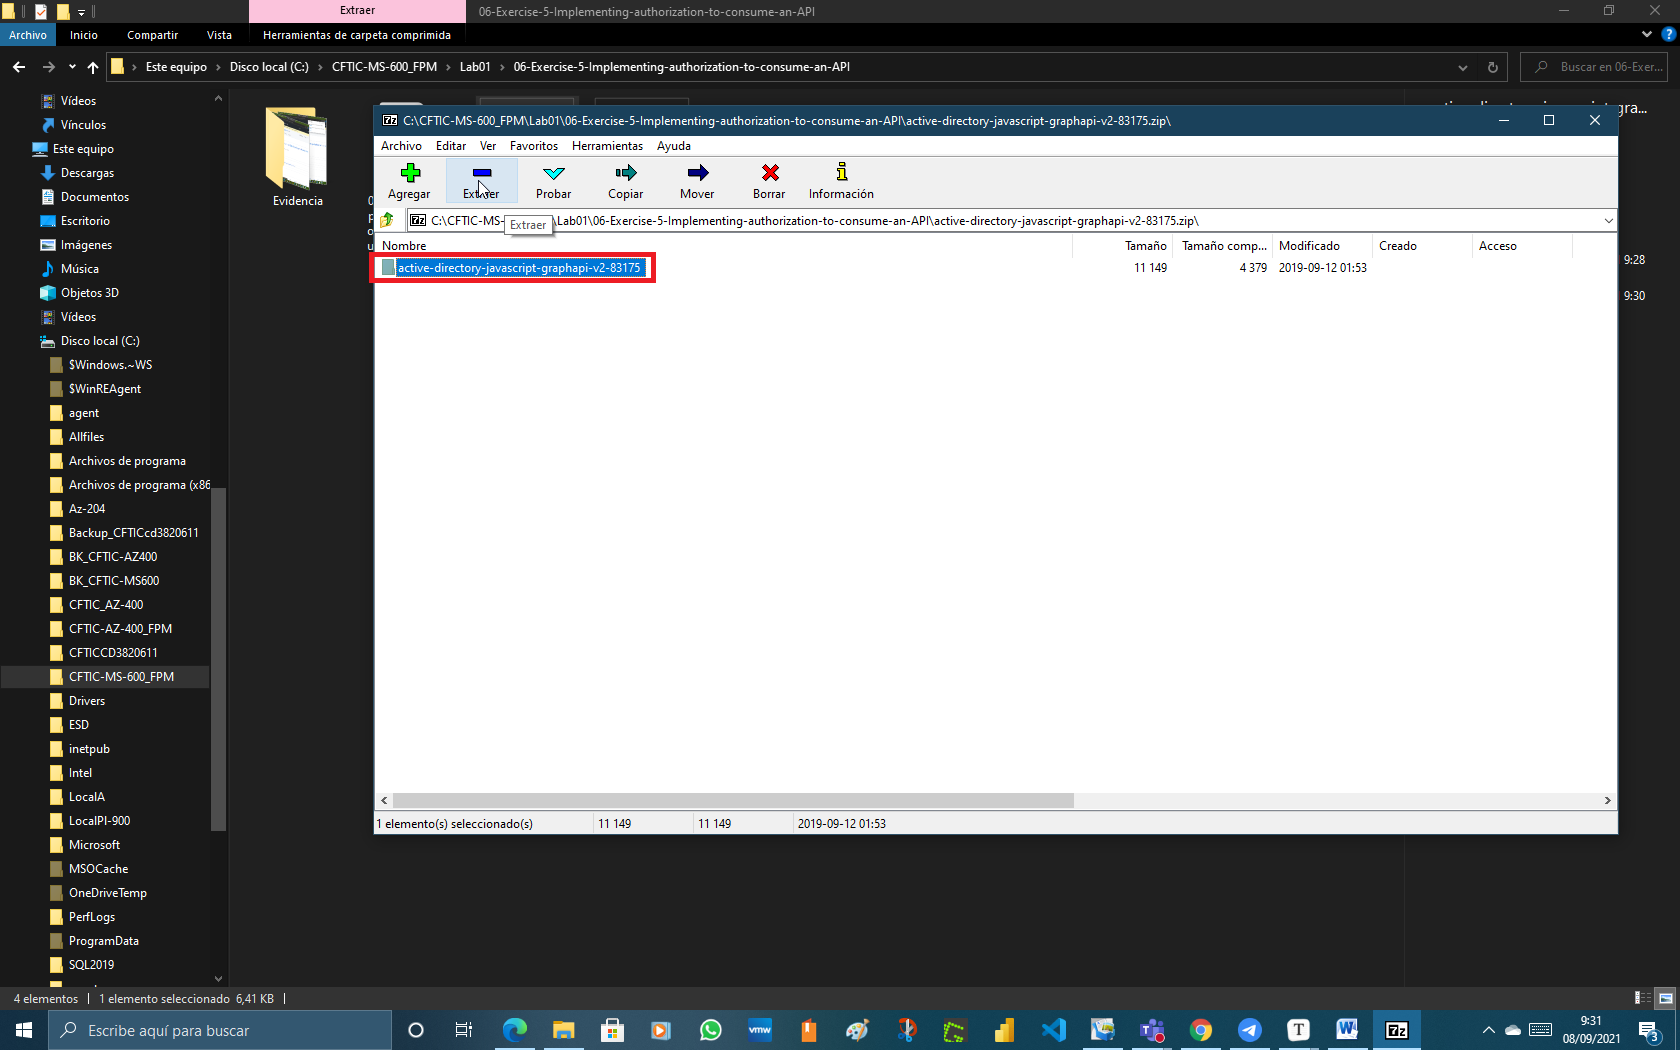 Extraer
06-Exercise-5-Implementing-authorization-to-consume-an-API
Archivo Inicio Compartir Vista Herramientas de carpeta comprimida
Este equipo › Disco local (C:) › CFTIC-MS-600_FPM › Lab01 › 06-Exercise-5-Implementing-authorization-to-consume-an-API
Buscar en 06-Exer...
Vídeos
Vínculos
Este equipo
Descargas
Documentos
Escritorio
Imágenes
Música
Objetos 3D
Vídeos
Disco local (C:)
$Windows.~WS
$WinREAgent
agent
Allfiles
Archivos de programa
Archivos de programa (x86
Az-204
Backup_CFTICcd3820611
BK_CFTIC-AZ400
BK_CFTIC-MS600
CFTIC_AZ-400
CFTIC-AZ-400_FPM
CFTICCD3820611
CFTIC-MS-600_FPM
Drivers
ESD
inetpub
Intel
LocalA
LocalPI-900
Microsoft
MSOCache
OneDriveTemp
PerfLogs
ProgramData
SQL2019
Evidencia
7z C:\CFTIC-MS-600_FPM\Lab01\06-Exercise-5-Implementing-authorization-to-consume-an-API\active-directory-javascript-graphapi-v2-83175.zip\
Archivo Editar Ver Favoritos Herramientas Ayuda
Agregar Extraer Probar Copiar Mover Borrar Información
7z C:\CFTIC-MS- Lab01\06-Exercise-5-Implementing-authorization-to-consume-an-API\active-directory-javascript-graphapi-v2-83175.zip\
Extraer
Nombre Tamaño Tamaño comp... Modificado Creado Acceso
active-directory-javascript-graphapi-v2-83175 11 149 4 379 2019-09-12 01:53
1 elemento(s) seleccionado(s) 11 149 11 149 2019-09-12 01:53
9:28
9:30
4 elementos 1 elemento seleccionado 6,41 KB
Escribe aquí para buscar
vmw
T
W
7z
9:31
08/09/2021
3